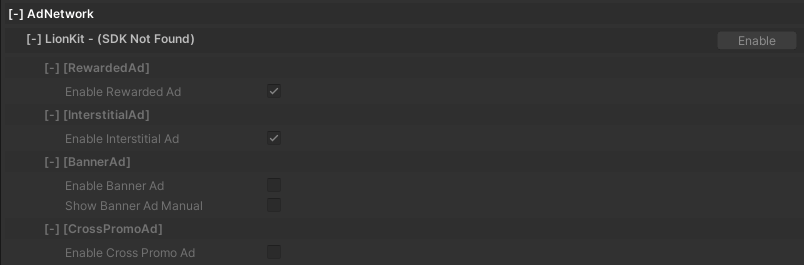 [-] AdNetwork
[-] LionKit - (SDK Not Found)
Enable
[-] [RewardedAd]
Enable Rewarded Ad
[-] [InterstitialAd]
Enable Interstitial Ad
[-] [BannerAd]
Enable Banner Ad
Show Banner Ad Manual
[-] [CrossPromoAd]
Enable Cross Promo Ad